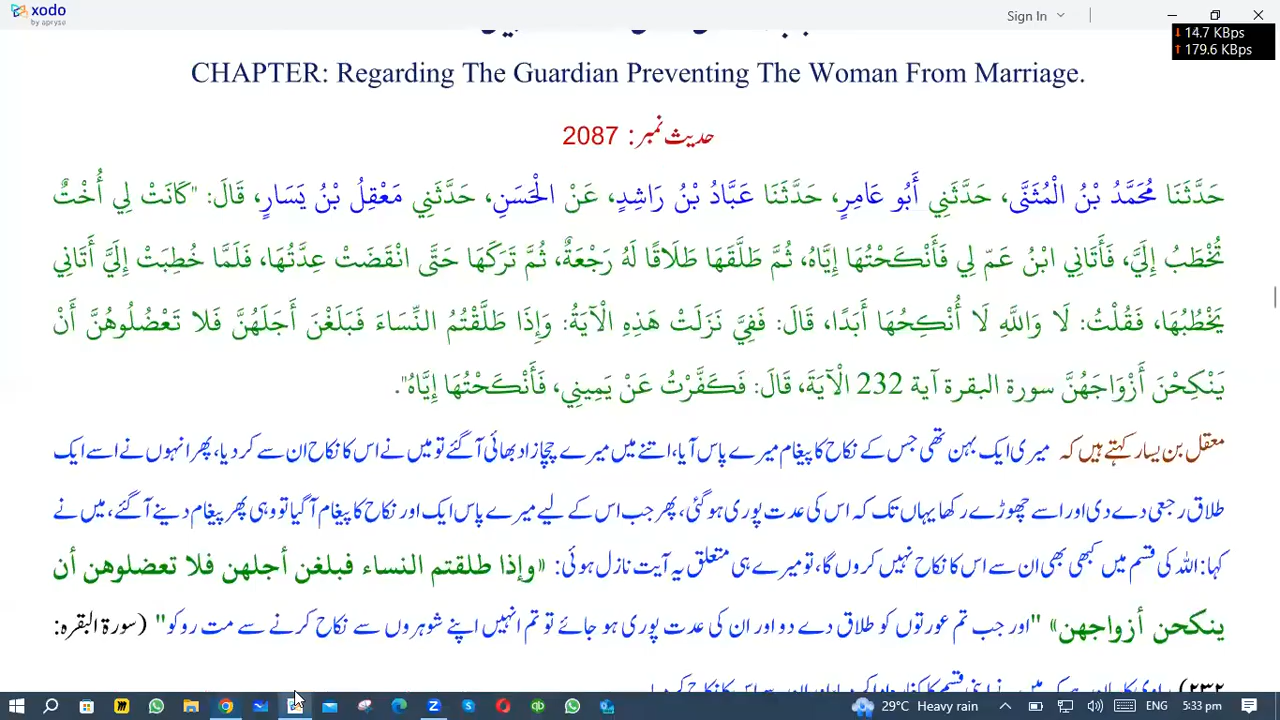 xodo
by apryse
Sign In
14.7 KBps
179.6 KBps
CHAPTER: Regarding The Guardian Preventing The Woman From Marriage.
حدیث نمبر: 2087
حَدَّثَنَا مُحَمَّدُ بْنُ الْمُثَنَّى، حَدَّثَنِي أَبُو عَامِرٍ، حَدَّثَنَا عَبَّادُ بْنُ رَاشِدٍ، عَنْ الْحَسَنِ، حَدَّثَنِي مَعْقِلُ بْنُ يَسَارٍ، قَالَ: "كَانَتْ لِي أُخْتٌ
تُخْطَبُ إِلَيَّ، فَأَتَانِي ابْنُ عَمّ لِي فَأَنْكَحْتُهَا إِيَّاهُ، ثُمَّ طَلَّقَهَا طَلَاقًا لَهُ رَجْعَةٌ، ثُمَّ تَرَكَهَا حَتَّى انْقَضَتْ عِدَّتُهَا، فَلَمَّا خُطِبَتْ إِلَيَّ أَتَانِي
يَخْطُبُهَا، فَقُلْتُ: لَا وَاللَّهِ لَا أُنْكِحُهَا أَبَدًا، قَالَ: فَفِيَّ نَزَلَتْ هَذِهِ الْآيَةُ: وَإِذَا طَلَّقْتُمُ النِّسَاءَ فَبَلَغْنَ أَجَلَهُنَّ فَلا تَعْضُلُوهُنَّ أَنْ
يَنْكِحْنَ أَزْوَاجَهُنَّ سورة البقرة آية 232 الْآيَةَ، قَالَ: فَكَفَّرْتُ عَنْ يَمِينِي، فَأَنْكَحْتُهَا إِيَّاهُ".
معقل بن یسار کہتے ہیں کہ میری ایک بہن تھی جس کے نکاح کا پیغام میرے پاس آیا، اتنے میں میرے چچا زاد بھائی آ گئے تو میں نے اس کا نکاح ان سے کر دیا، پھر انہوں نے اسے ایک
طلاق رجعی دے دی اور اسے چھوڑے رکھا یہاں تک کہ اس کی عدت پوری ہو گئی، پھر جب اس کے لیے میرے پاس ایک اور نکاح کا پیغام آ گیا تو وہی پھر پیغام دینے آ گئے، میں نے
کہا: اللہ کی قسم میں کبھی بھی ان سے اس کا نکاح نہیں کروں گا، تو میرے ہی متعلق یہ آیت نازل ہوئی: «وإذا طلقتم النساء فبلغن أجلهن فلا تعضلوهن أن
ينكحن أزواجهن» "اور جب تم عورتوں کو طلاق دے دو اور ان کی عدت پوری ہو جائے تو تم انہیں اپنے شوہروں سے نکاح کرنے سے مت روکو" (سورۃ البقرہ:
۲۳۲)
29°C Heavy rain
ENG
5:33 pm